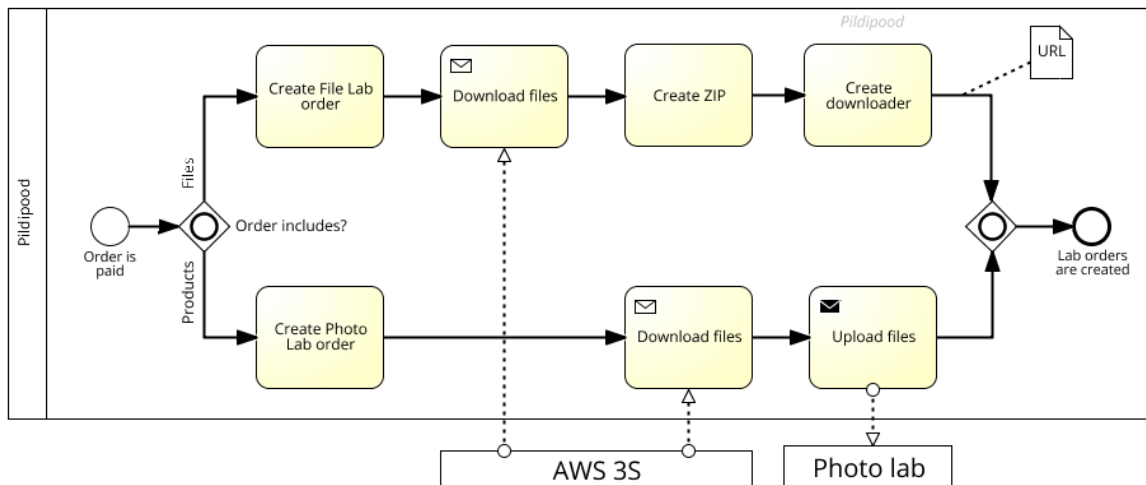 Pildipood
Pildipood
URL
Create File Lab
order
Download files
Create ZIP
Create
downloader
Files
Order is
paid
Order includes?
Lab orders
are created
Products
Create Photo
Lab order
Download files
Upload files
AWS 3S
Photo lab